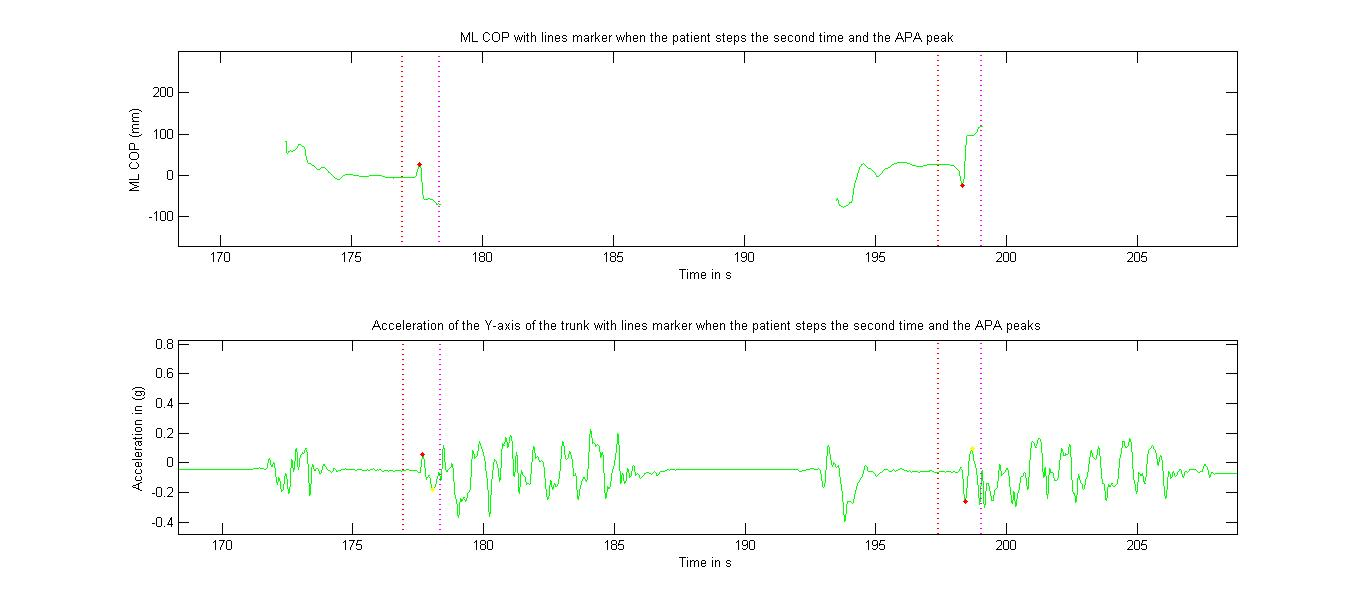 ML COP with lines marker when the patient steps the second time and the APA peak
ML COP (mm)
200
100
0
-100
170 175 180 185 190 195 200 205
Time in s
Acceleration of the Y-axis of the trunk with lines marker when the patient steps the second time and the APA peaks
Acceleration in (g)
0.8
0.6
0.4
0.2
0
-0.2
-0.4
170 175 180 185 190 195 200 205
Time in s